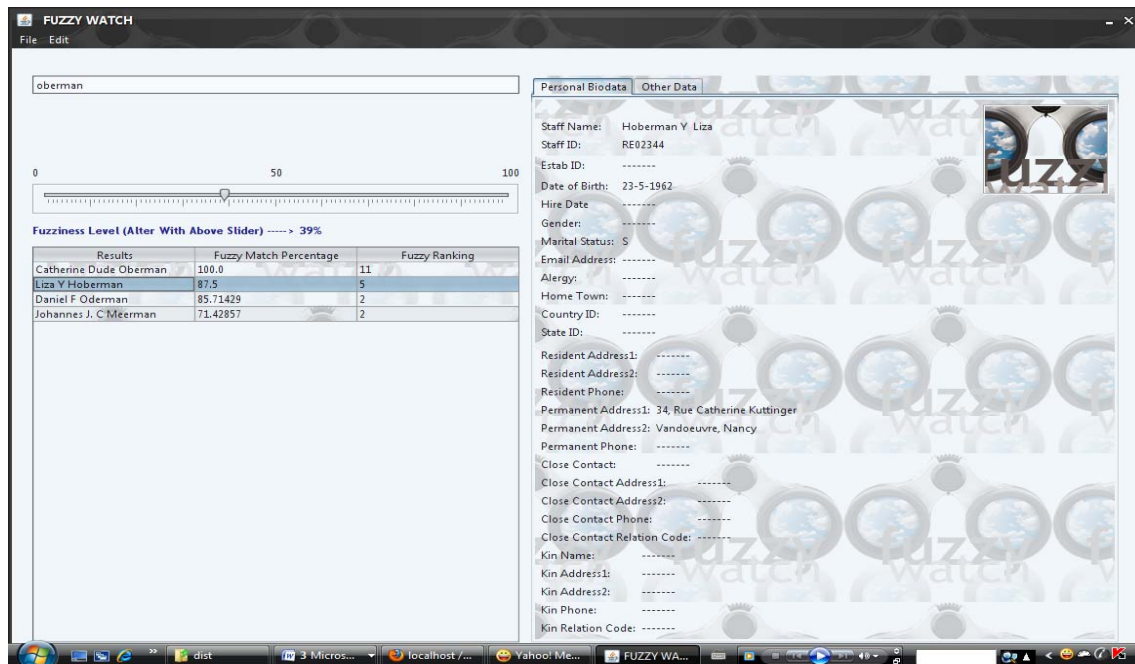 FUZZY WATCH
File Edit
oberman
0 50 100
Fuzziness Level (Alter With Above Slider) ----> 39%
Results Fuzzy Match Percentage Fuzzy Ranking
Catherine Dude Oberman 100.0 11
Liza Y Hoberman 87.5 5
Daniel F Oderman 85.71429 2
Johannes J. C Meerman 71.42857 2
Personal Biodata Other Data
fuzzy
watch
Staff Name: Hoberman Y Liza
Staff ID: RE02344
Estab ID: -------
Date of Birth: 23-5-1962
Hire Date -------
Gender: -------
Marital Status: S
Email Address: -------
Alergy: -------
Home Town: -------
Country ID: -------
State ID: -------
Resident Address1: -------
Resident Address2: -------
Resident Phone: -------
Permanent Address1: 34, Rue Catherine Kuttinger
Permanent Address2: Vandoeuvre, Nancy
Permanent Phone: -------
Close Contact: -------
Close Contact Address1: -------
Close Contact Address2: -------
Close Contact Phone: -------
Close Contact Relation Code: -------
Kin Name: -------
Kin Address1: -------
Kin Address2: -------
Kin Phone: -------
Kin Relation Code: -------
dist 3 Micros... localhost /... Yahoo! Me... FUZZY WA...